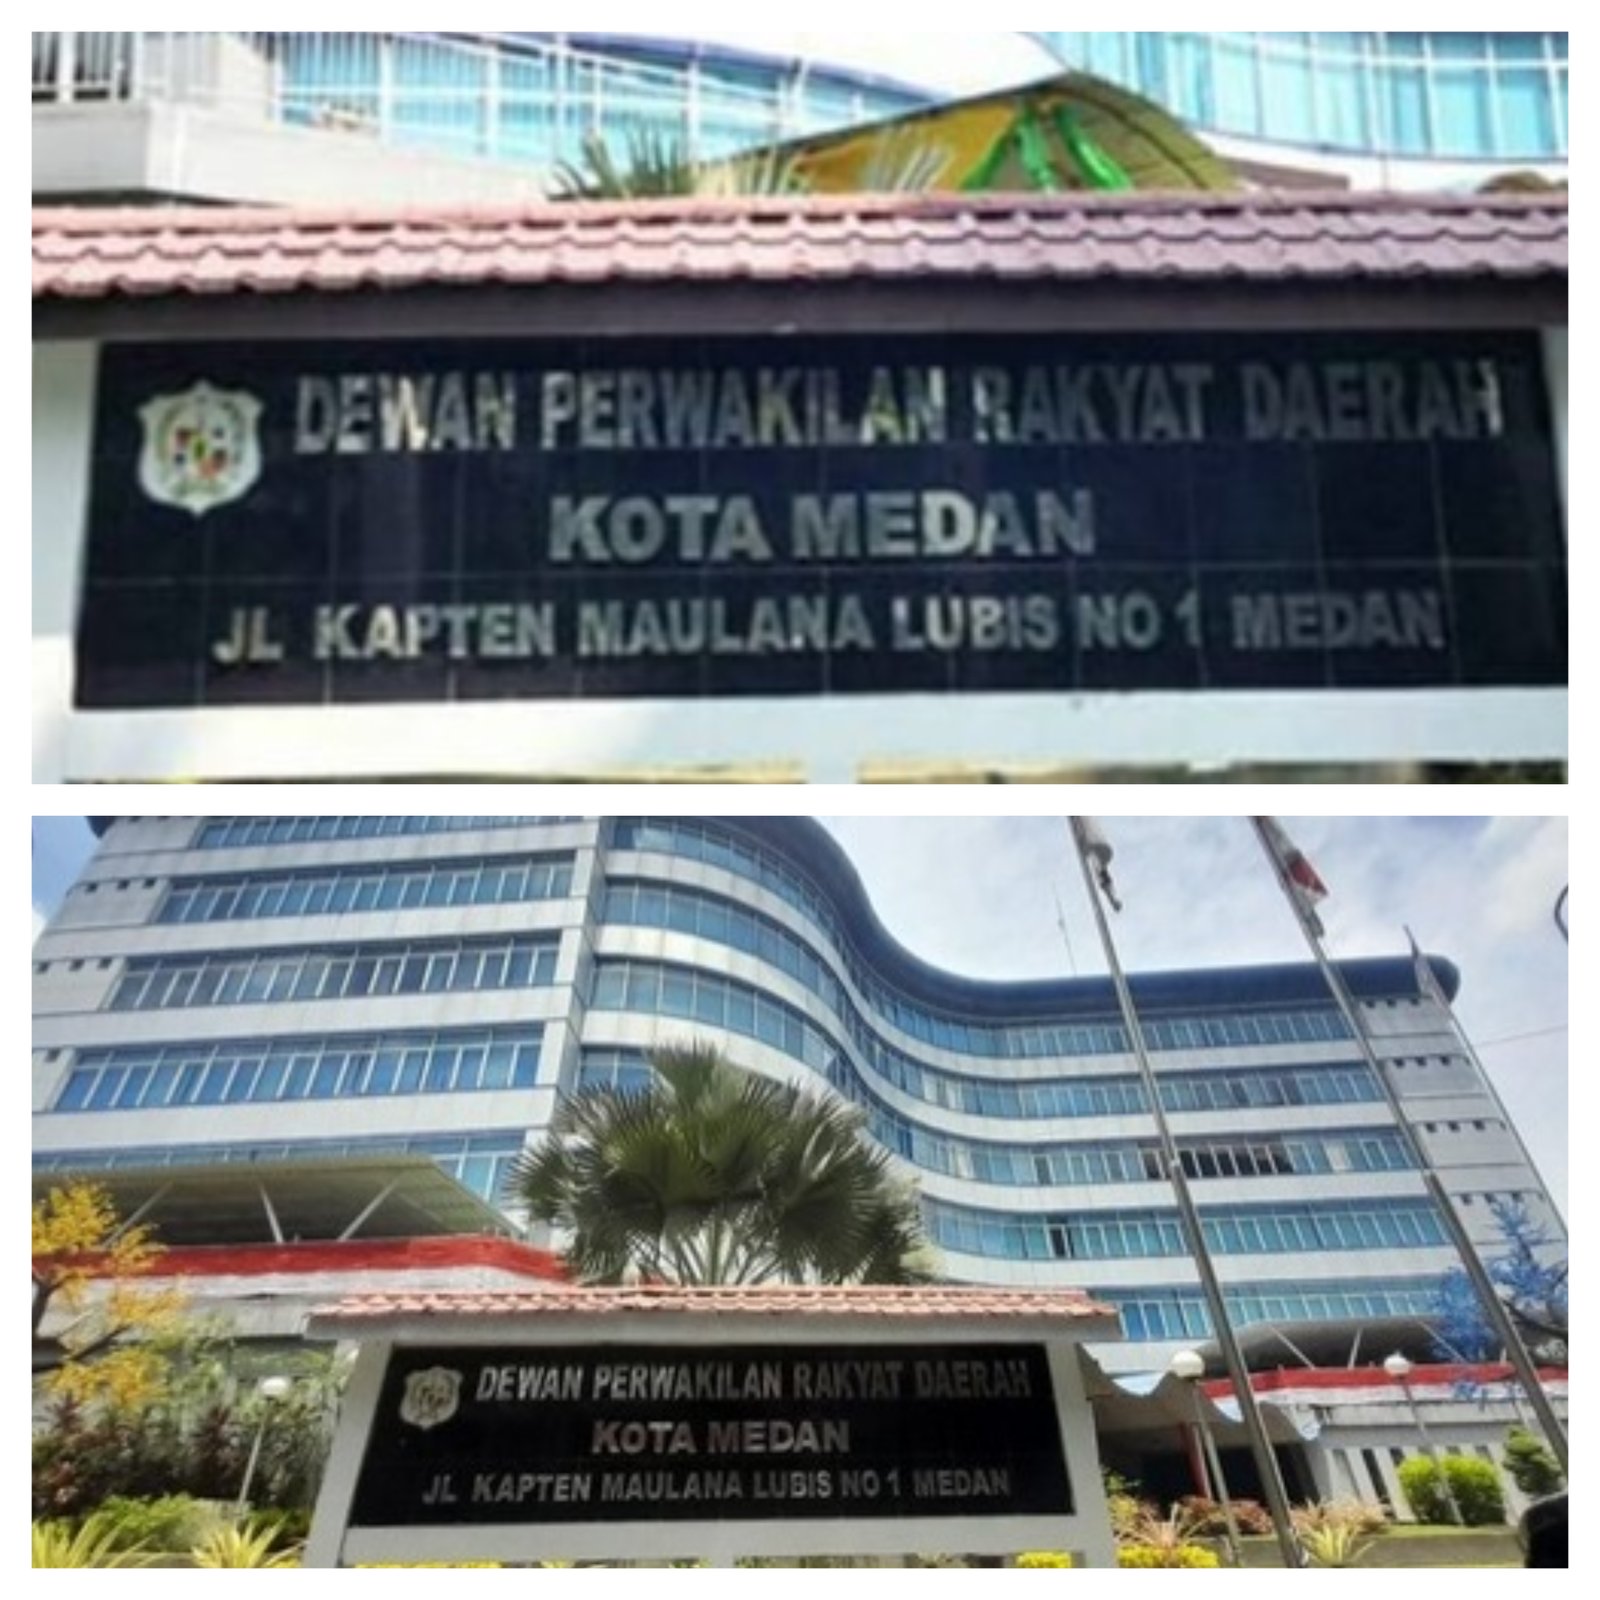 DEWAN PERWAKILAN RAKYAT DAERAH
KOTA MEDAN
JL KAPTEN MAULANA LUBIS NO 1 MEDAN
DEWAN PERWAKILAN RAKYAT DAERAH
KOTA MEDAN
JL KAPTEN MAULANA LUBIS NO 1 MEDAN